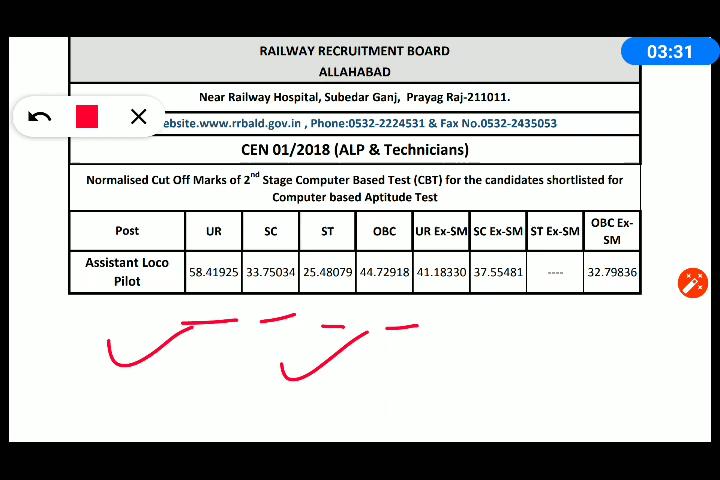 03:31
RAILWAY RECRUITMENT BOARD
ALLAHABAD
Near Railway Hospital, Subedar Ganj, Prayag Raj-211011.
ebsite.www.rrbald.gov.in , Phone:0532-2224531 & Fax No.0532-2435053
CEN 01/2018 (ALP & Technicians)
Normalised Cut Off Marks of 2nd Stage Computer Based Test (CBT) for the candidates shortlisted for
Computer based Aptitude Test
Post UR SC ST OBC UR Ex-SM SC Ex-SM ST Ex-SM OBC Ex-
SM
Assistant Loco
Pilot 58.41925 33.75034 25.48079 44.72918 41.18330 37.55481 ---- 32.79836